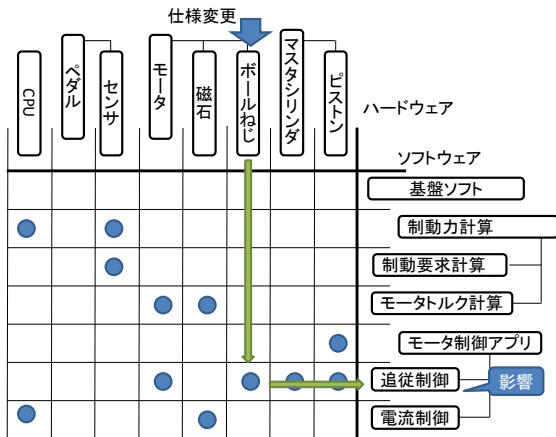 仕様変更
CPU
ペダル
センサ
モータ
磁石
ボールねじ
マスタシリンダ
ピストン
ハードウェア
ソフトウェア
基盤ソフト
制動力計算
制動要求計算
モータトルク計算
モータ制御アプリ
追従制御
影響
電流制御